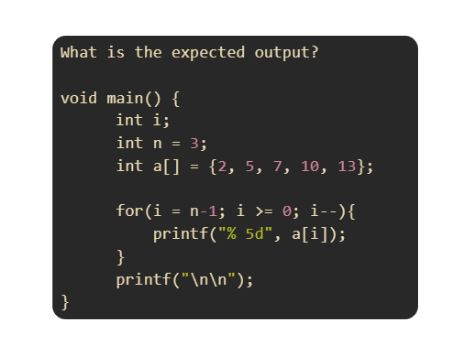 What is the expected output?
void main() {
int i;
int n = 3;
int a[] = {2, 5, 7, 10, 13};
for(i = n-1; i >= 0; i--){
printf("% 5d", a[i]);
}
printf("\n\n");
}